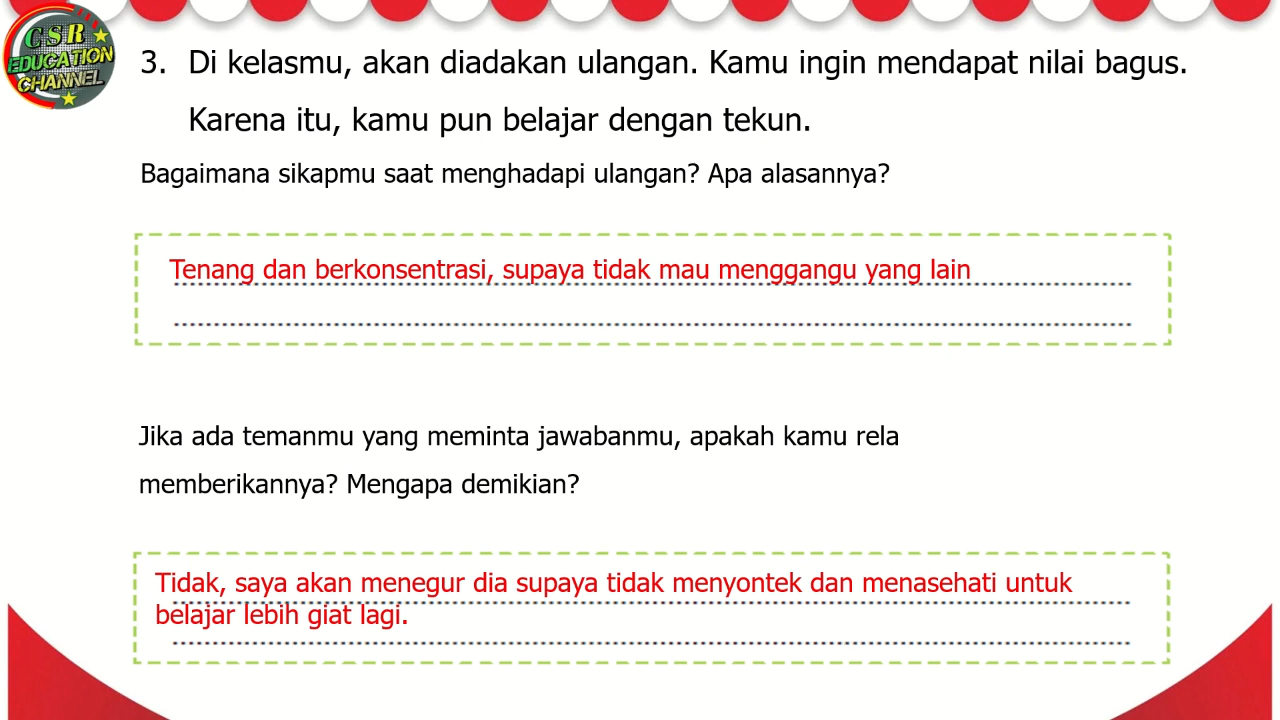 CSR
EDUCATION
CHANNEL
3. Di kelasmu, akan diadakan ulangan. Kamu ingin mendapat nilai bagus.
Karena itu, kamu pun belajar dengan tekun.
Bagaimana sikapmu saat menghadapi ulangan? Apa alasannya?
Tenang dan berkonsentrasi, supaya tidak mau menggangu yang lain
Jika ada temanmu yang meminta jawabanmu, apakah kamu rela
memberikannya? Mengapa demikian?
Tidak, saya akan menegur dia supaya tidak menyontek dan menasehati untuk
belajar lebih giat lagi.